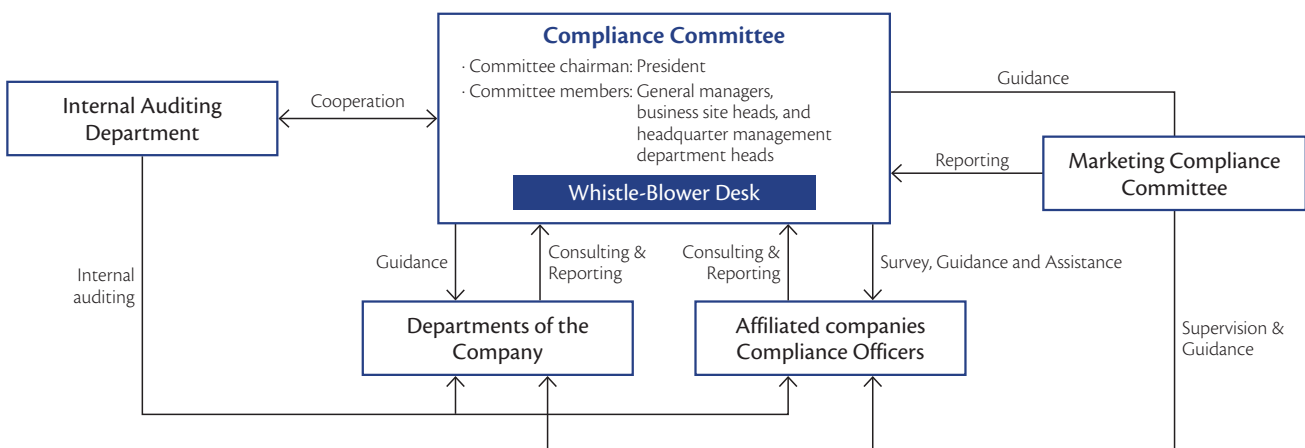 Compliance Committee
· Committee chairman: President
· Committee members: General managers,
business site heads, and
headquarter management
department heads
Whistle-Blower Desk
Internal Auditing
Department
Cooperation
Guidance
Reporting
Marketing Compliance
Committee
Internal
auditing
Guidance
Consulting &
Reporting
Consulting &
Reporting
Survey, Guidance and Assistance
Departments of the
Company
Affiliated companies
Compliance Officers
Supervision &
Guidance